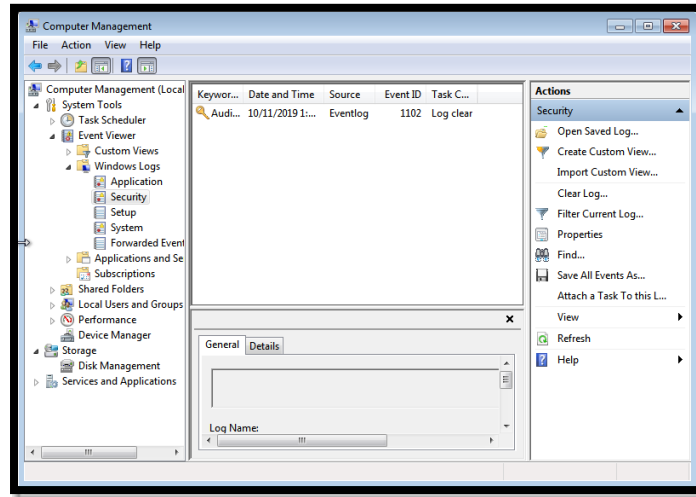 Computer Management
File Action View Help
Computer Management (Local
System Tools
Task Scheduler
Event Viewer
Custom Views
Windows Logs
Application
Security
Setup
System
Forwarded Event
Applications and Se
Subscriptions
Shared Folders
Local Users and Groups
Performance
Device Manager
Storage
Disk Management
Services and Applications
Keywor... Date and Time Source Event ID Task C...
Audi... 10/11/2019 1:... Eventlog 1102 Log clear
General Details
Log Name:
Actions
Security
Open Saved Log...
Create Custom View...
Import Custom View...
Clear Log...
Filter Current Log...
Properties
Find...
Save All Events As...
Attach a Task To this L...
View
Refresh
Help